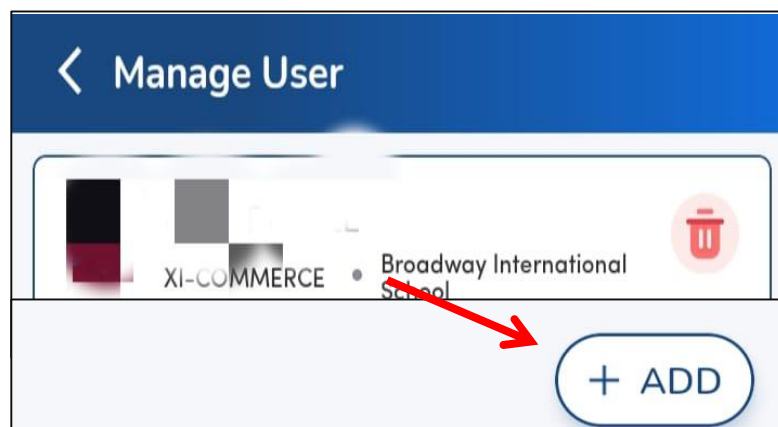 Manage User
XI-COMMERCE • Broadway International
School
+ ADD